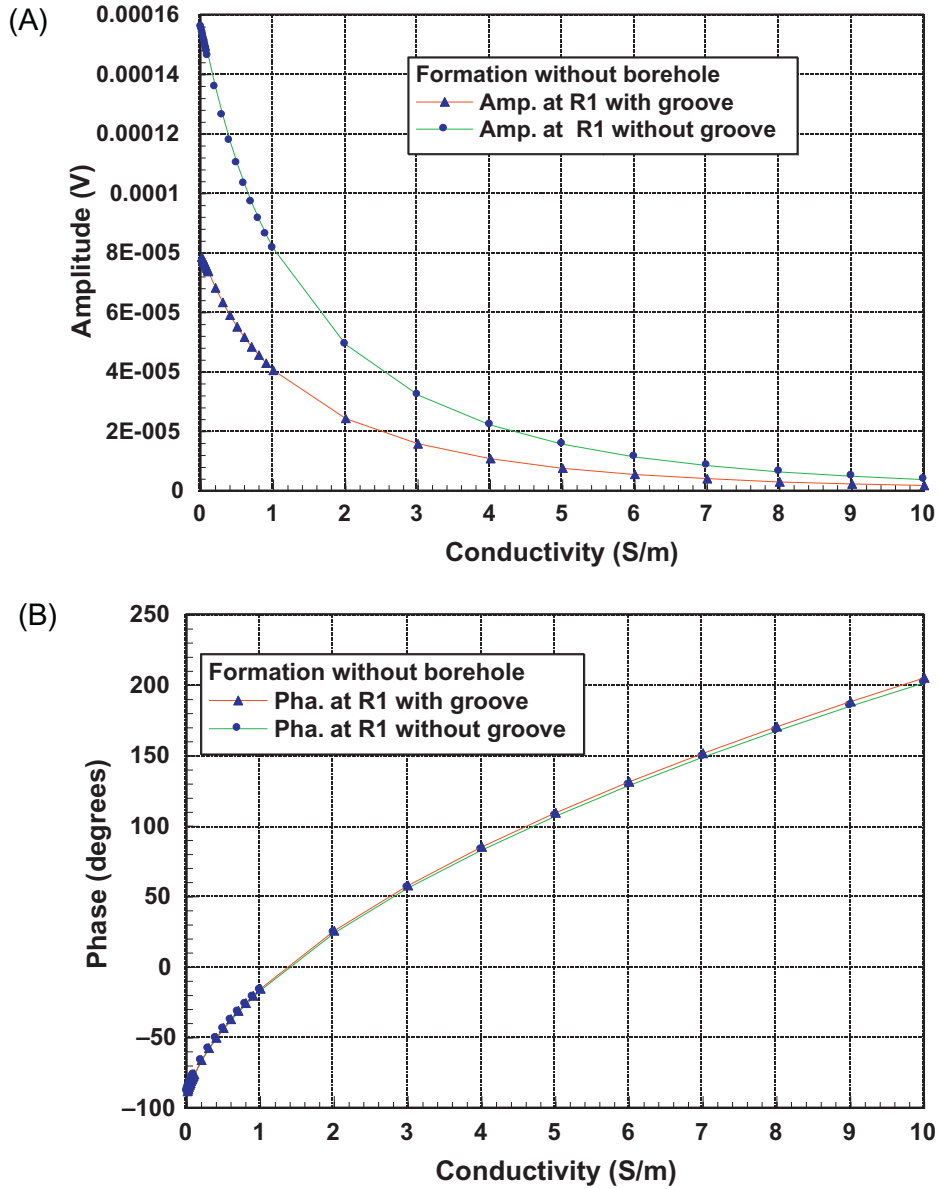 (A)
0.00016
0.00014
0.00012
0.0001
8E-005
6E-005
4E-005
2E-005
0
Amplitude (V)
Formation without borehole
Amp. at R1 with groove
Amp. at R1 without groove
0 1 2 3 4 5 6 7 8 9 10
Conductivity (S/m)
(B)
250
200
150
100
50
0
–50
–100
Phase (degrees)
Formation without borehole
Pha. at R1 with groove
Pha. at R1 without groove
0 1 2 3 4 5 6 7 8 9 10
Conductivity (S/m)